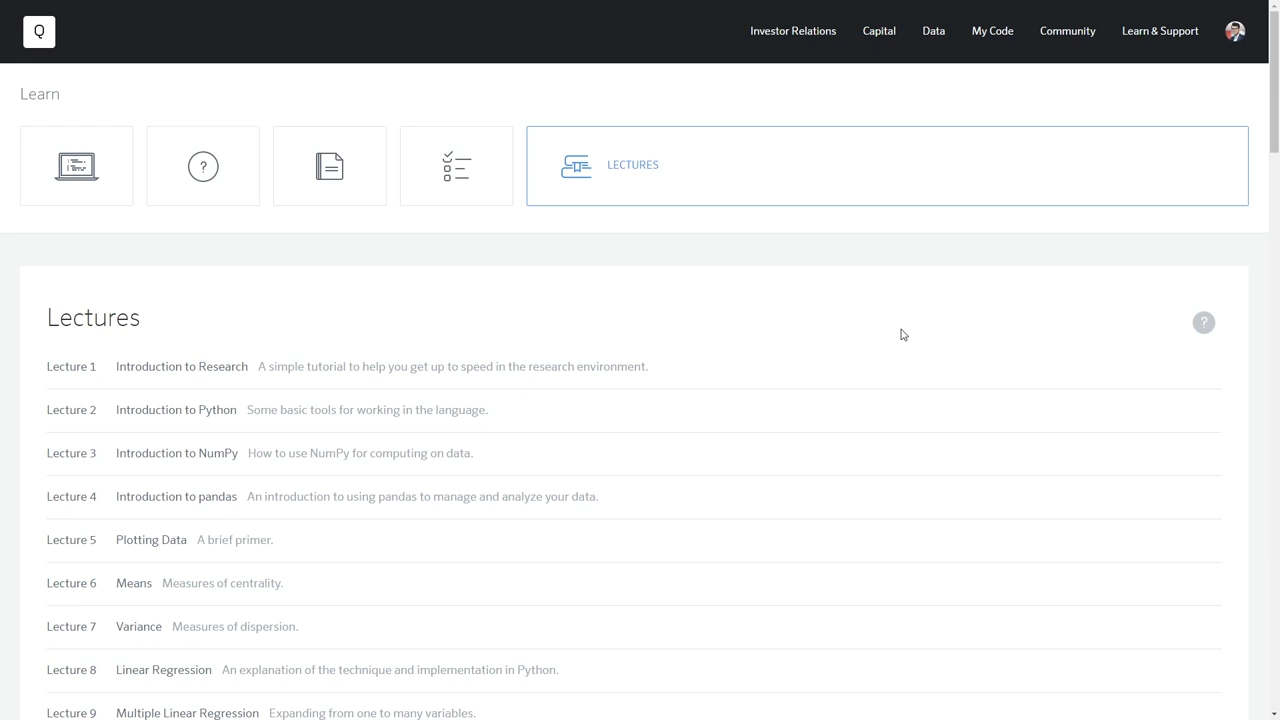 Q
Investor Relations Capital Data My Code Community Learn & Support
Learn
?
LECTURES
Lectures
?
Lecture 1 Introduction to Research A simple tutorial to help you get up to speed in the research environment.
Lecture 2 Introduction to Python Some basic tools for working in the language.
Lecture 3 Introduction to NumPy How to use NumPy for computing on data.
Lecture 4 Introduction to pandas An introduction to using pandas to manage and analyze your data.
Lecture 5 Plotting Data A brief primer.
Lecture 6 Means Measures of centrality.
Lecture 7 Variance Measures of dispersion.
Lecture 8 Linear Regression An explanation of the technique and implementation in Python.
Lecture 9 Multiple Linear Regression Expanding from one to many variables.